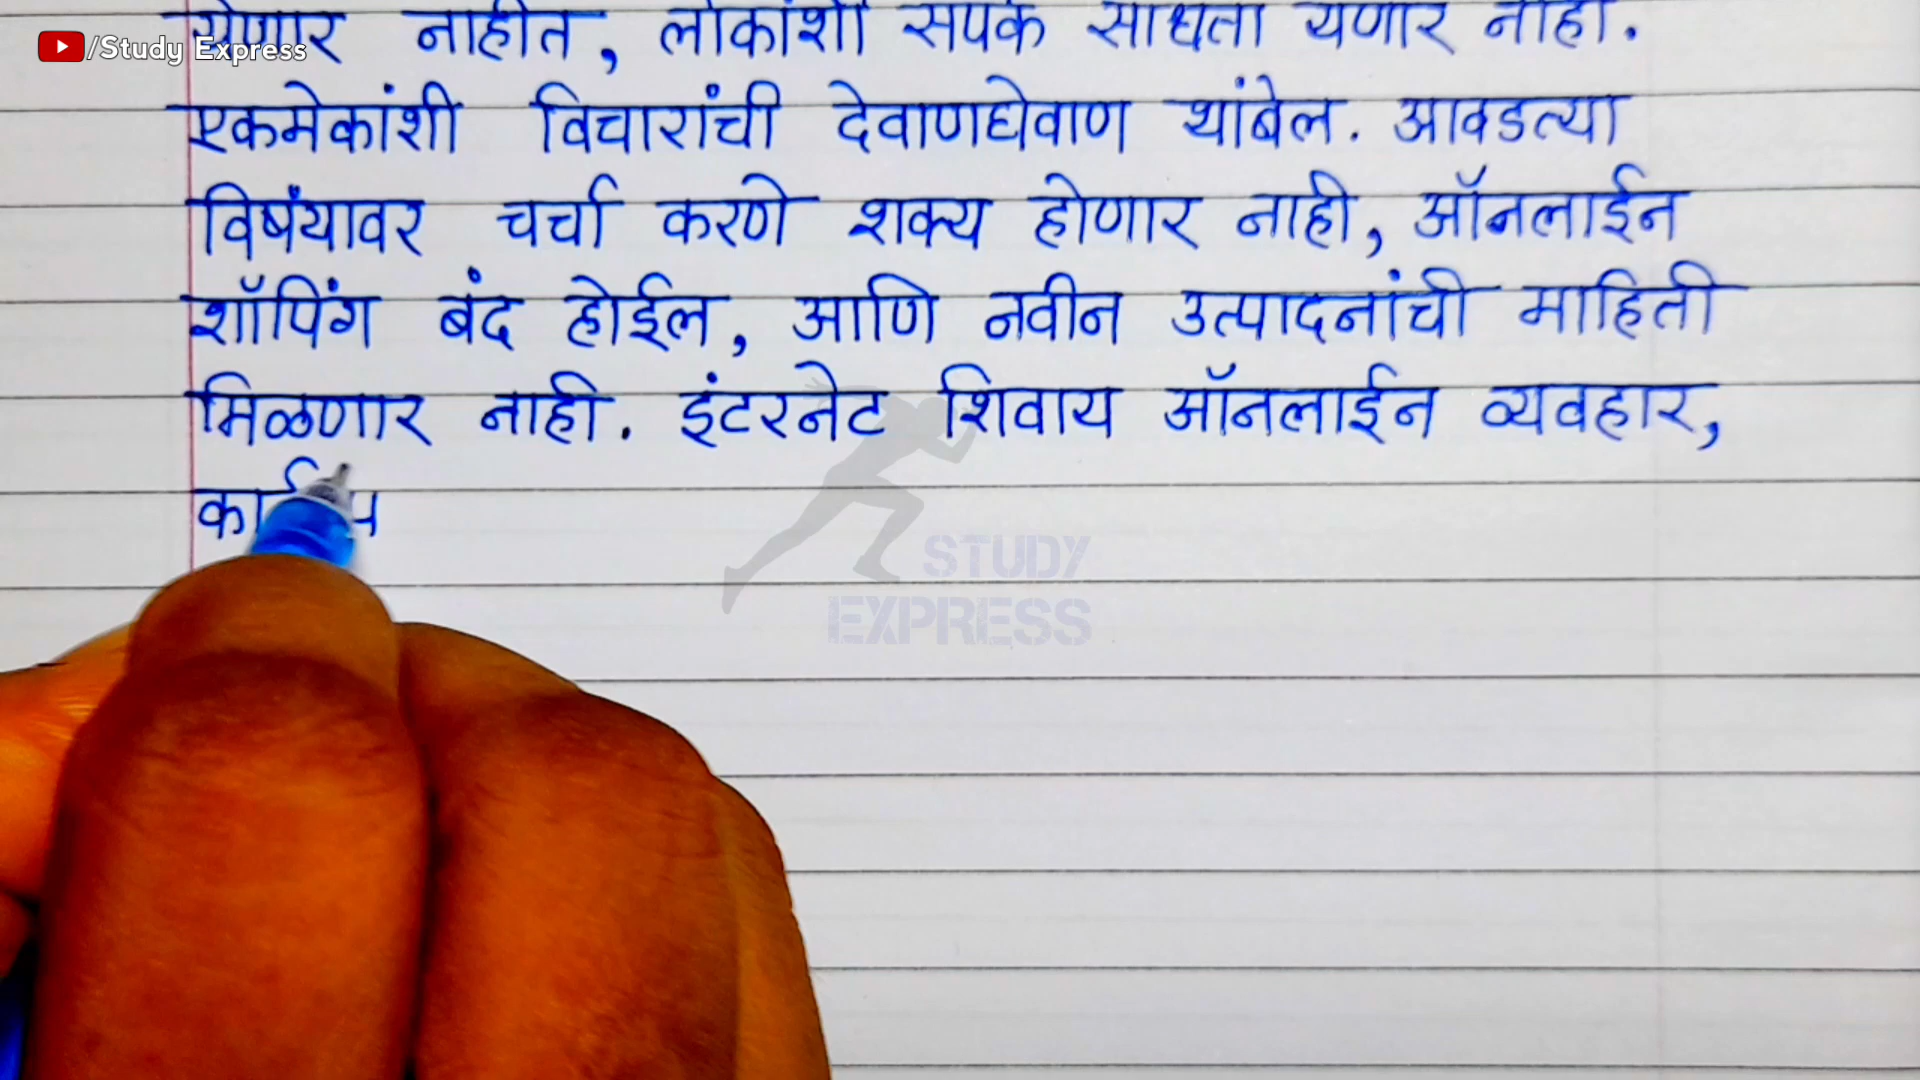 /Study Express
येणार नाहीत, लोकांशी संपर्क साधता येणार नाही.
एकमेकांशी विचारांची देवाणघेवाण थांबेल. आवडत्या
विषंयावर चर्चा करणे शक्य होणार नाही, ऑनलाईन
शॉपिंग बंद होईल, आणि नवीन उत्पादनांची माहिती
मिळणार नाही. इंटरनेट शिवाय ऑनलाईन व्यवहार,
STUDY
EXPRESS